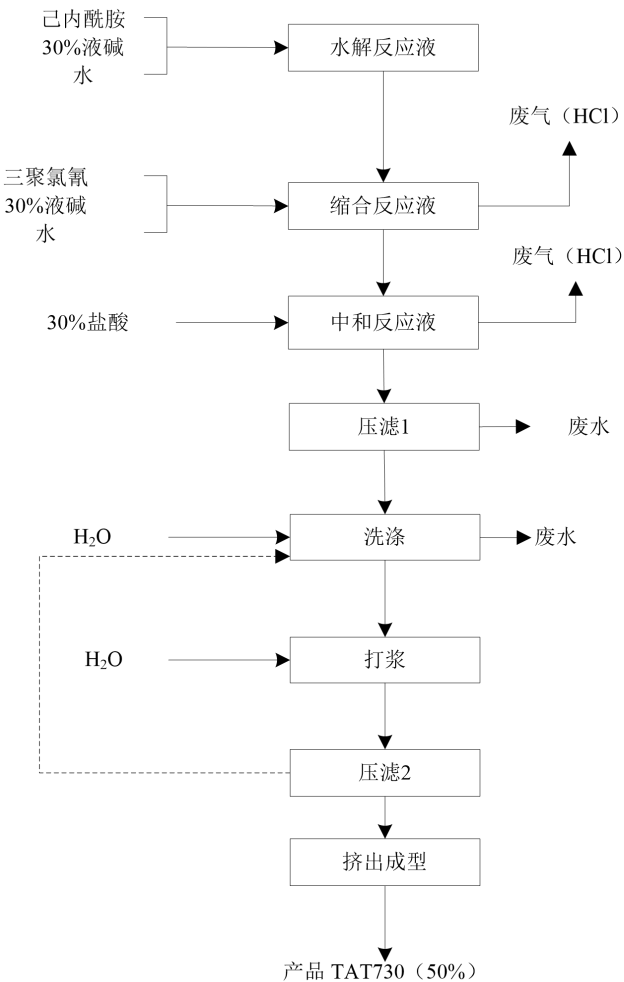 己内酰胺
30%液碱
水
水解反应液
废气（HCl）
三聚氯氰
30%液碱
水
缩合反应液
废气（HCl）
30%盐酸
中和反应液
压滤1
废水
H₂O
洗涤
废水
H₂O
打浆
压滤2
挤出成型
产品 TAT730（50%）